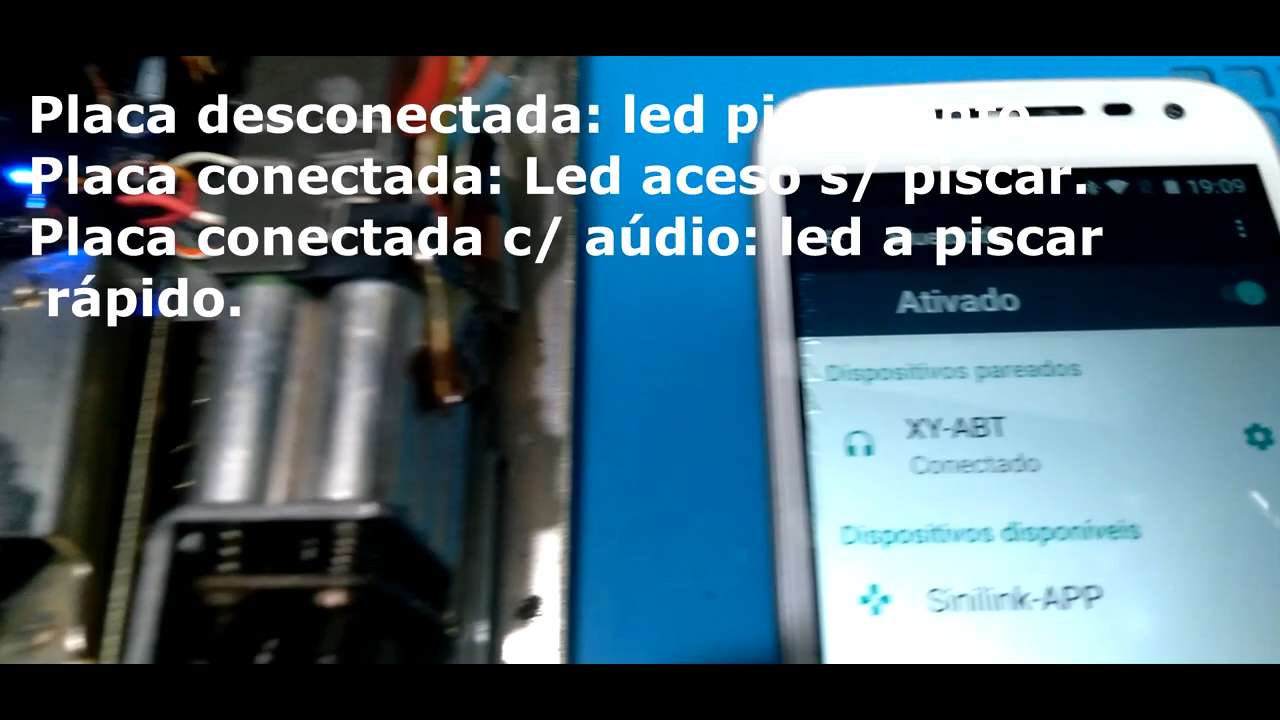 Placa desconectada: led
Placa conectada: Led aceso s/ piscar.
Placa conectada c/ aúdio: led a piscar
rápido.
19:09
Ativado
Dispositivos pareados
XY-ABT
Conectado
Dispositivos disponíveis
Sinilink-APP